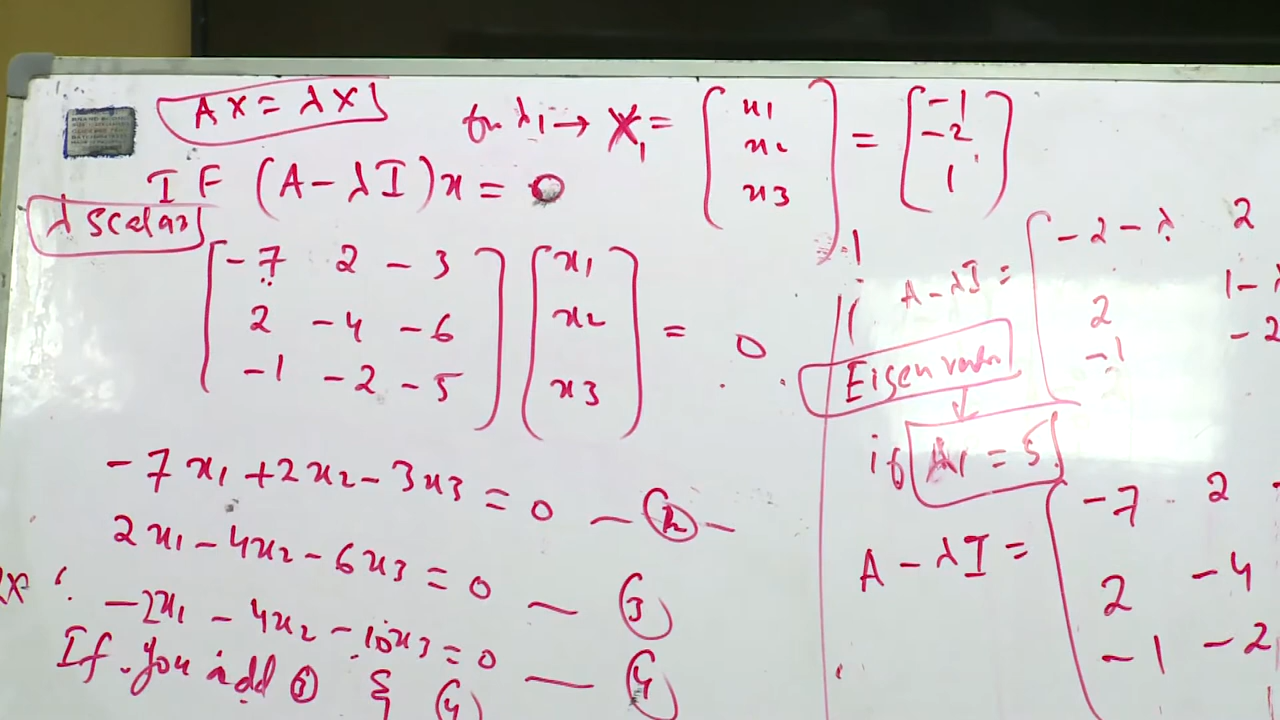 AX = λX
for λ1 → X1 = [x1 x2 x3] = [-1 -2 1]
IF (A - λI)x = 0
λ scalar
[-7 2 -3
2 -4 -6
-1 -2 -5] [x1 x2 x3] = 0
-7x1 + 2x2 - 3x3 = 0 — (2) —
2x1 - 4x2 - 6x3 = 0 — (3)
-2x1 - 4x2 - 10x3 = 0 — (4)
If you add (3) & (4)
A - λI = [-2-λ 2
2 1-λ
-1 -2
Eigen
if λ1 = 5
A - λI = [-7 2
2 -4
-1 -2